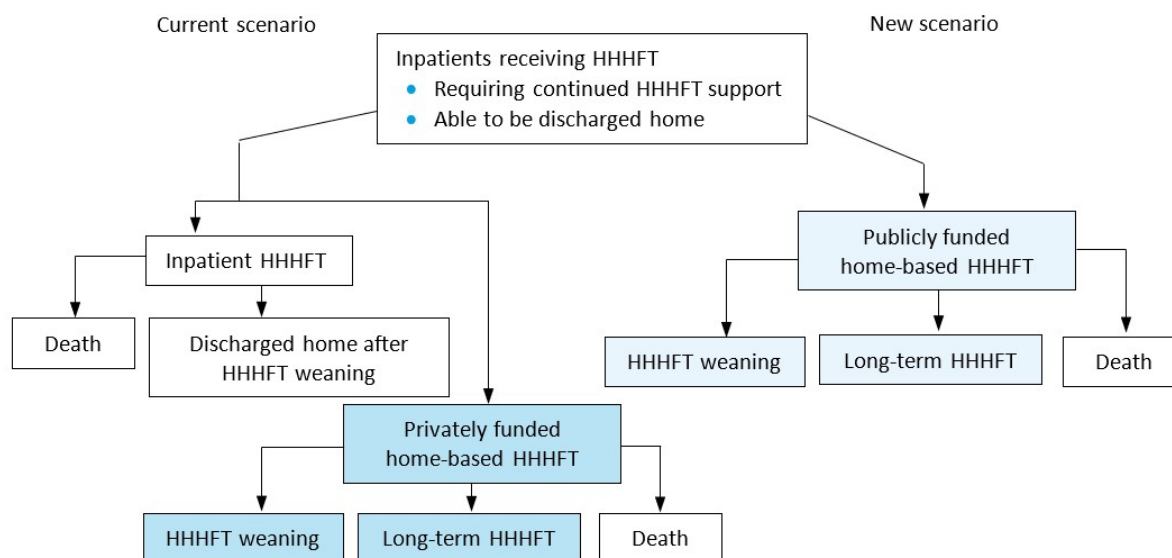 Current scenario
New scenario
Inpatients receiving HHHFT
• Requiring continued HHHFT support
• Able to be discharged home
Inpatient HHHFT
Death
Discharged home after
HHHFT weaning
Privately funded
home-based HHHFT
HHHFT weaning
Long-term HHHFT
Death
Publicly funded
home-based HHHFT
HHHFT weaning
Long-term HHHFT
Death